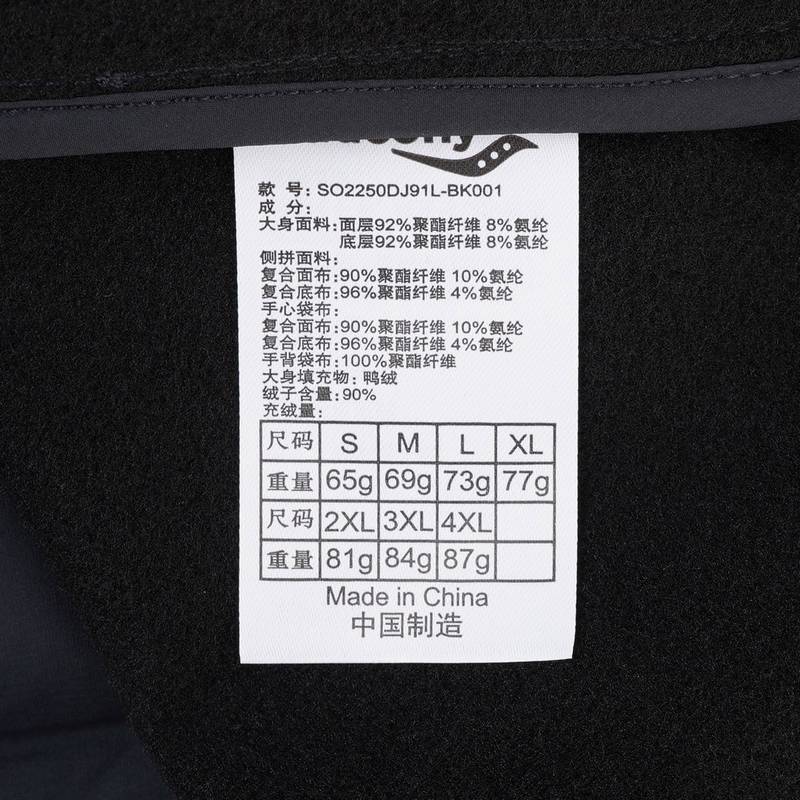 款 号: SO2250DJ91L-BK001
成 分:
大身面料:面层92%聚酯纤维 8%氨纶
底层92%聚酯纤维 8%氨纶
侧拼面料:
复合面布:90%聚酯纤维 10%氨纶
复合底布:96%聚酯纤维 4%氨纶
手心袋布:
复合面布:90%聚酯纤维 10%氨纶
复合底布:96%聚酯纤维 4%氨纶
手背袋布:100%聚酯纤维
大身填充物: 鸭绒
绒子含量:90%
充绒量:
尺码 S M L XL
重量 65g 69g 73g 77g
尺码 2XL 3XL 4XL
重量 81g 84g 87g
Made in China
中国制造